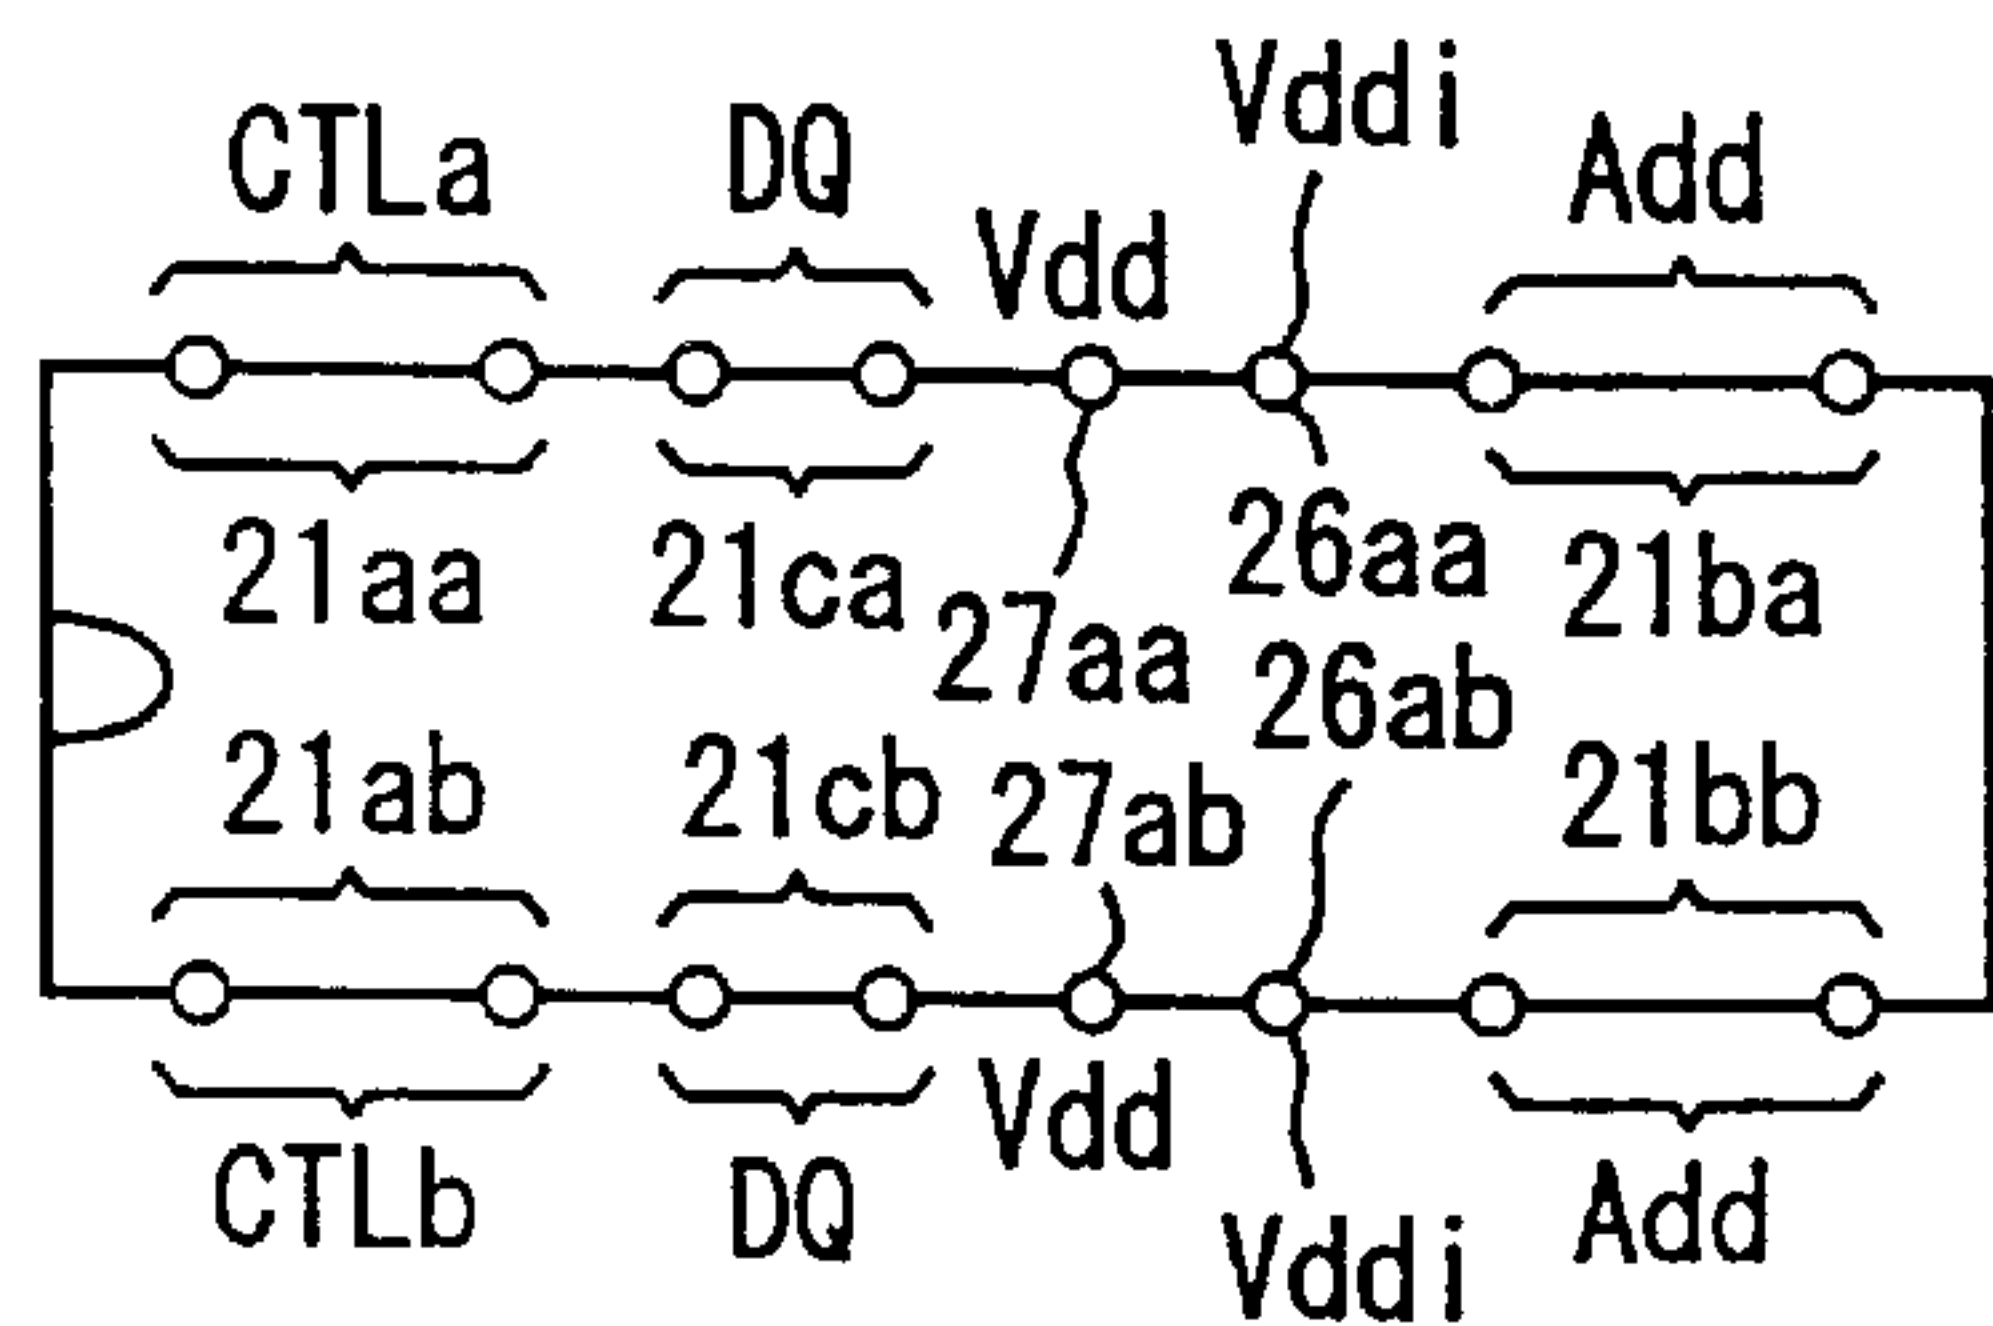 Vddi
CTLa DQ Add
Vdd
26aa
21aa 21ca 21ba
27aa
26ab
21ab 21cb 27ab 21bb
Vdd
CTLb DQ Add
Vddi